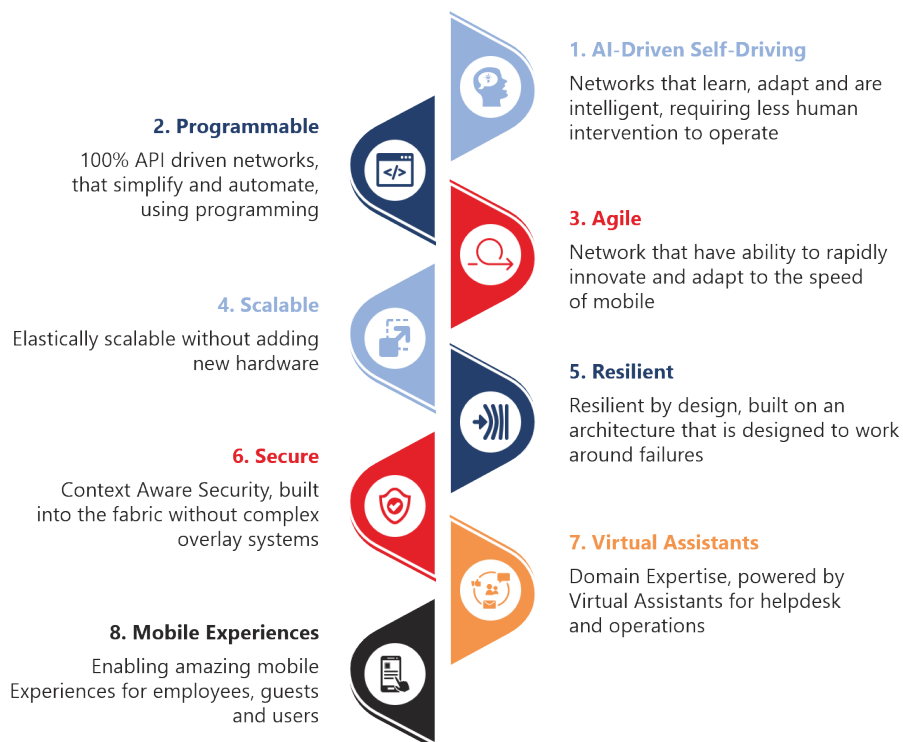 1. AI-Driven Self-Driving
Networks that learn, adapt and are
intelligent, requiring less human
intervention to operate
2. Programmable
100% API driven networks,
that simplify and automate,
using programming
</>
3. Agile
Network that have ability to rapidly
innovate and adapt to the speed
of mobile
4. Scalable
Elastically scalable without adding
new hardware
5. Resilient
Resilient by design, built on an
architecture that is designed to work
around failures
6. Secure
Context Aware Security, built
into the fabric without complex
overlay systems
7. Virtual Assistants
Domain Expertise, powered by
Virtual Assistants for helpdesk
and operations
8. Mobile Experiences
Enabling amazing mobile
Experiences for employees, guests
and users